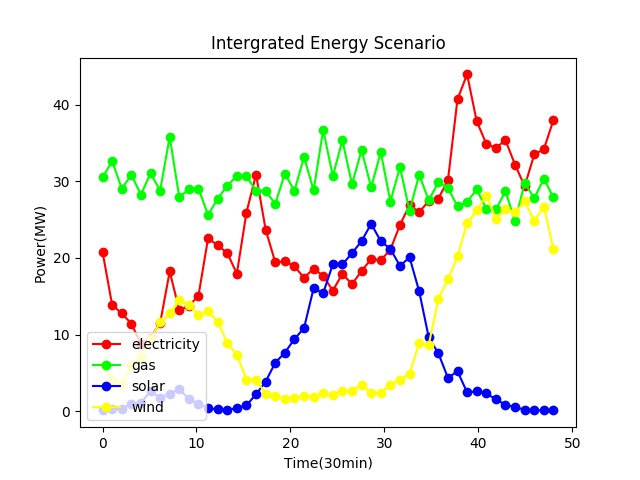 Intergrated Energy Scenario
Power(MW)
40
30
20
10
0
electricity
gas
solar
wind
0 10 20 30 40 50
Time(30min)